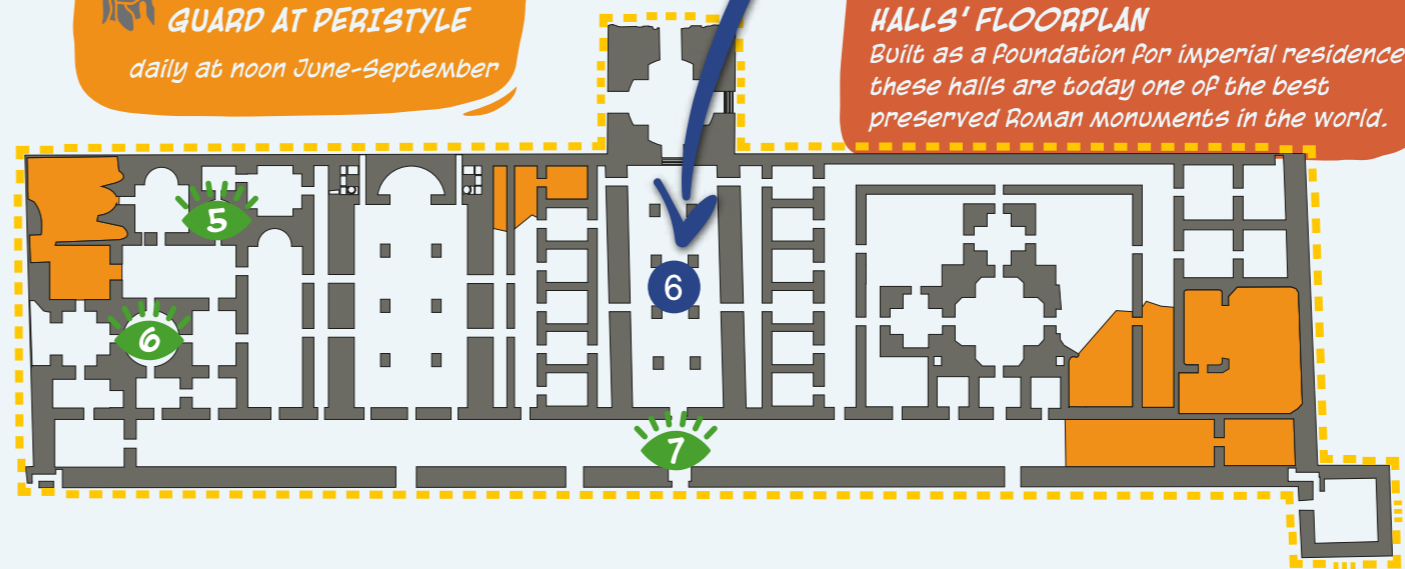 GUARD AT PERISTYLE
daily at noon June-September
HALLS' FLOORPLAN
Built as a foundation for imperial residence
these halls are today one of the best
preserved Roman monuments in the world.
5
6
6
7